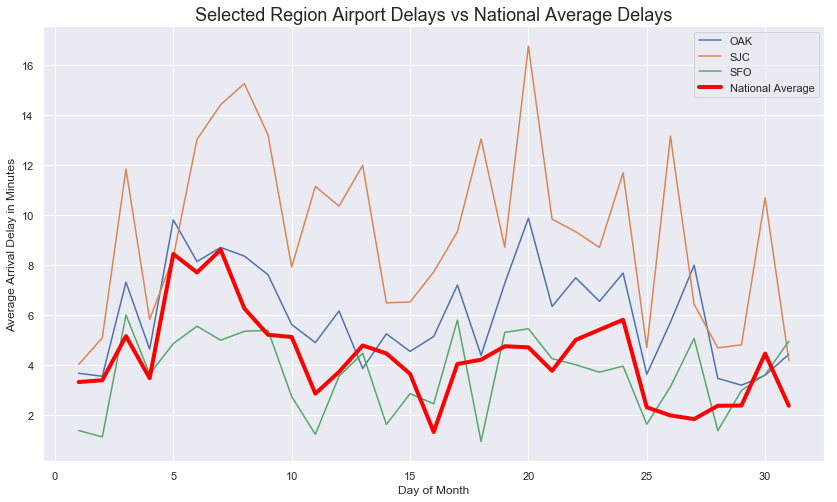 Selected Region Airport Delays vs National Average Delays
OAK
SJC
SFO
National Average
Average Arrival Delay in Minutes
16
14
12
10
8
6
4
2
0
5
10
15
20
25
30
Day of Month